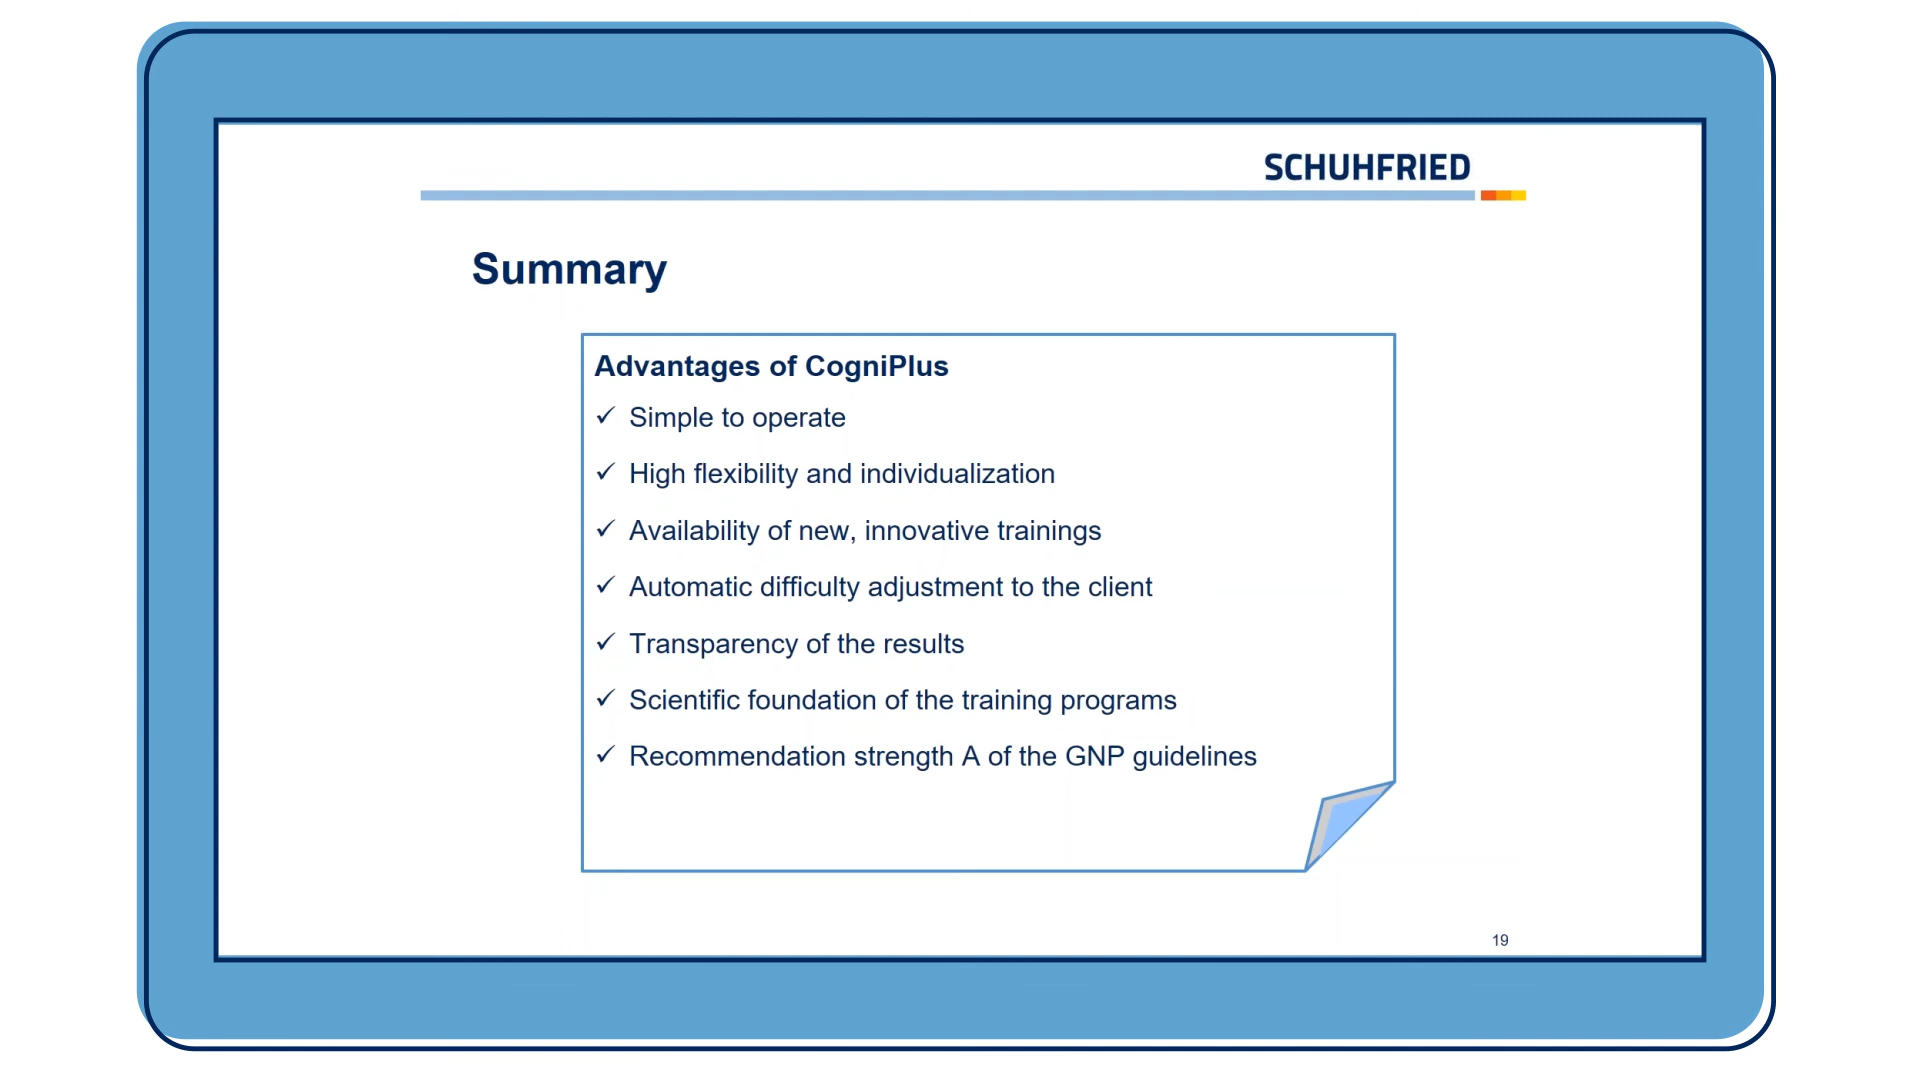 SCHUHFRIED
Summary
Advantages of CogniPlus
✓ Simple to operate
✓ High flexibility and individualization
✓ Availability of new, innovative trainings
✓ Automatic difficulty adjustment to the client
✓ Transparency of the results
✓ Scientific foundation of the training programs
✓ Recommendation strength A of the GNP guidelines
19